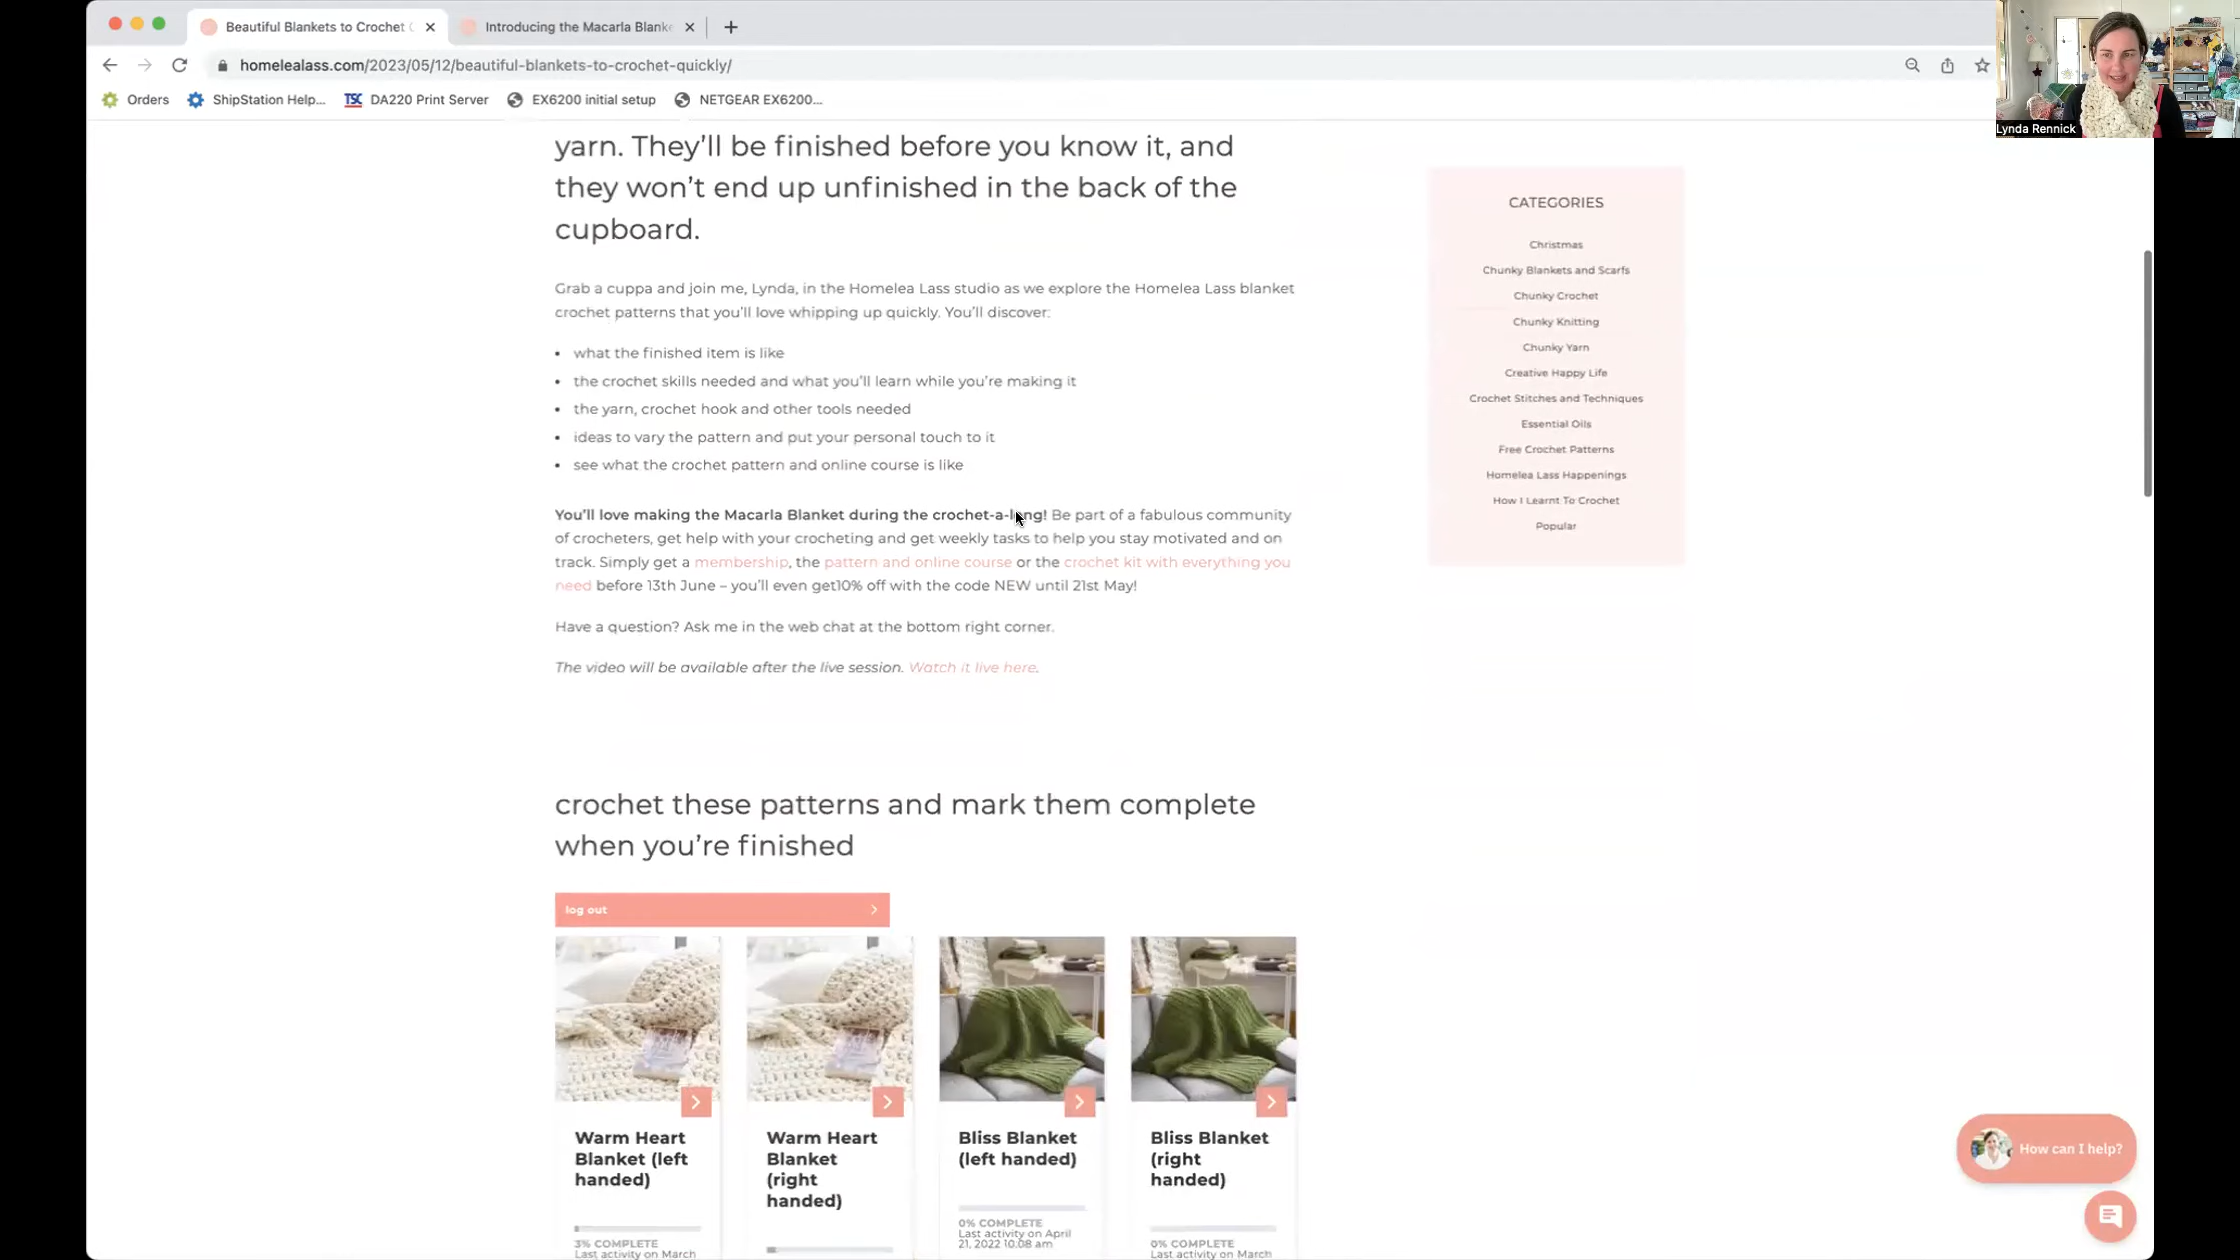 Beautiful Blankets to Crochet
Introducing the Macarla Blanke
homelealass.com/2023/05/12/beautiful-blankets-to-crochet-quickly/
Orders
ShipStation Help...
TSC DA220 Print Server
EX6200 initial setup
NETGEAR EX6200...
Lynda Rennick
yarn. They’ll be finished before you know it, and
they won’t end up unfinished in the back of the
cupboard.
Grab a cuppa and join me, Lynda, in the Homelea Lass studio as we explore the Homelea Lass blanket
crochet patterns that you’ll love whipping up quickly. You’ll discover:
• what the finished item is like
• the crochet skills needed and what you’ll learn while you’re making it
• the yarn, crochet hook and other tools needed
• ideas to vary the pattern and put your personal touch to it
• see what the crochet pattern and online course is like
You’ll love making the Macarla Blanket during the crochet-a-long! Be part of a fabulous community
of crocheters, get help with your crocheting and get weekly tasks to help you stay motivated and on
track. Simply get a membership, the pattern and online course or the crochet kit with everything you
need before 13th June – you’ll even get10% off with the code NEW until 21st May!
Have a question? Ask me in the web chat at the bottom right corner.
The video will be available after the live session. Watch it live here.
CATEGORIES
Christmas
Chunky Blankets and Scarfs
Chunky Crochet
Chunky Knitting
Chunky Yarn
Creative Happy Life
Crochet Stitches and Techniques
Essential Oils
Free Crochet Patterns
Homelea Lass Happenings
How I Learnt To Crochet
Popular
crochet these patterns and mark them complete
when you’re finished
log out
Warm Heart
Blanket (left
handed)
3% COMPLETE
Last activity on March
Warm Heart
Blanket
(right
handed)
Bliss Blanket
(left handed)
0% COMPLETE
Last activity on April
21, 2022 10:08 am
Bliss Blanket
(right
handed)
0% COMPLETE
Last activity on March
How can I help?